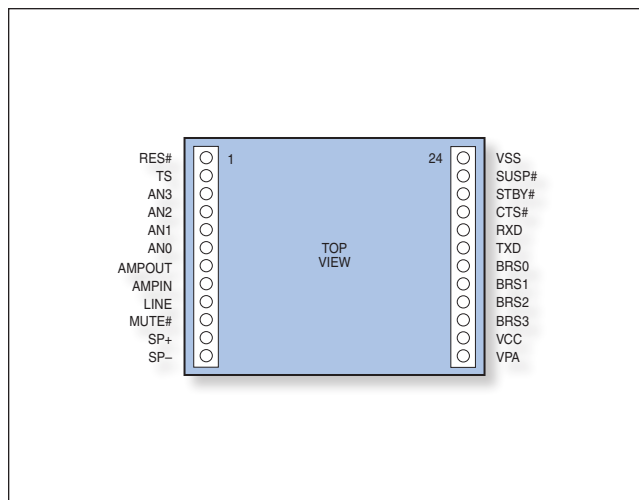 RES#
TS
AN3
AN2
AN1
AN0
AMPOUT
AMPIN
LINE
MUTE#
SP+
SP–
1
TOP
VIEW
24
VSS
SUSP#
STBY#
CTS#
RXD
TXD
BRS0
BRS1
BRS2
BRS3
VCC
VPA